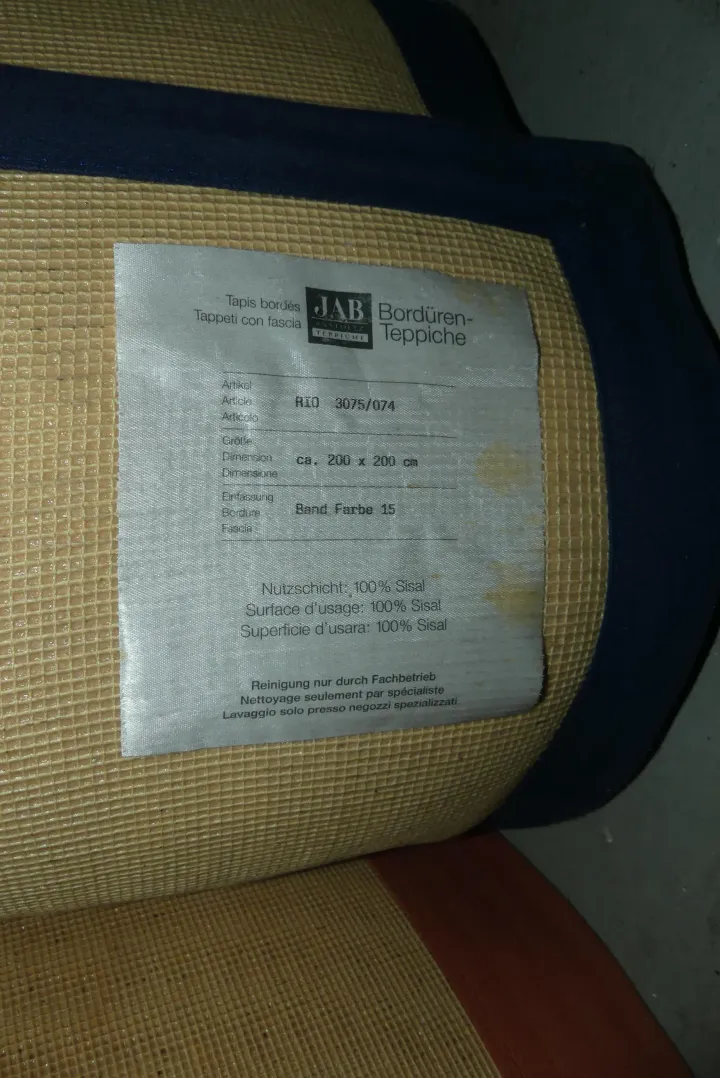 Tapis bordés
Tappeti con fascia
JAB
ANSTOETZ
TEPPICHE
Bordüren-
Teppiche
Artikel
Article RIO 3075/074
Articolo
Größe
Dimension ca. 200 x 200 cm
Dimensione
Einfassung
Bordure Band Farbe 15
Fascia
Nutzschicht: 100% Sisal
Surface d'usage: 100% Sisal
Superficie d'usara: 100% Sisal
Reinigung nur durch Fachbetrieb
Nettoyage seulement par spécialiste
Lavaggio solo presso negozzi spezializzati